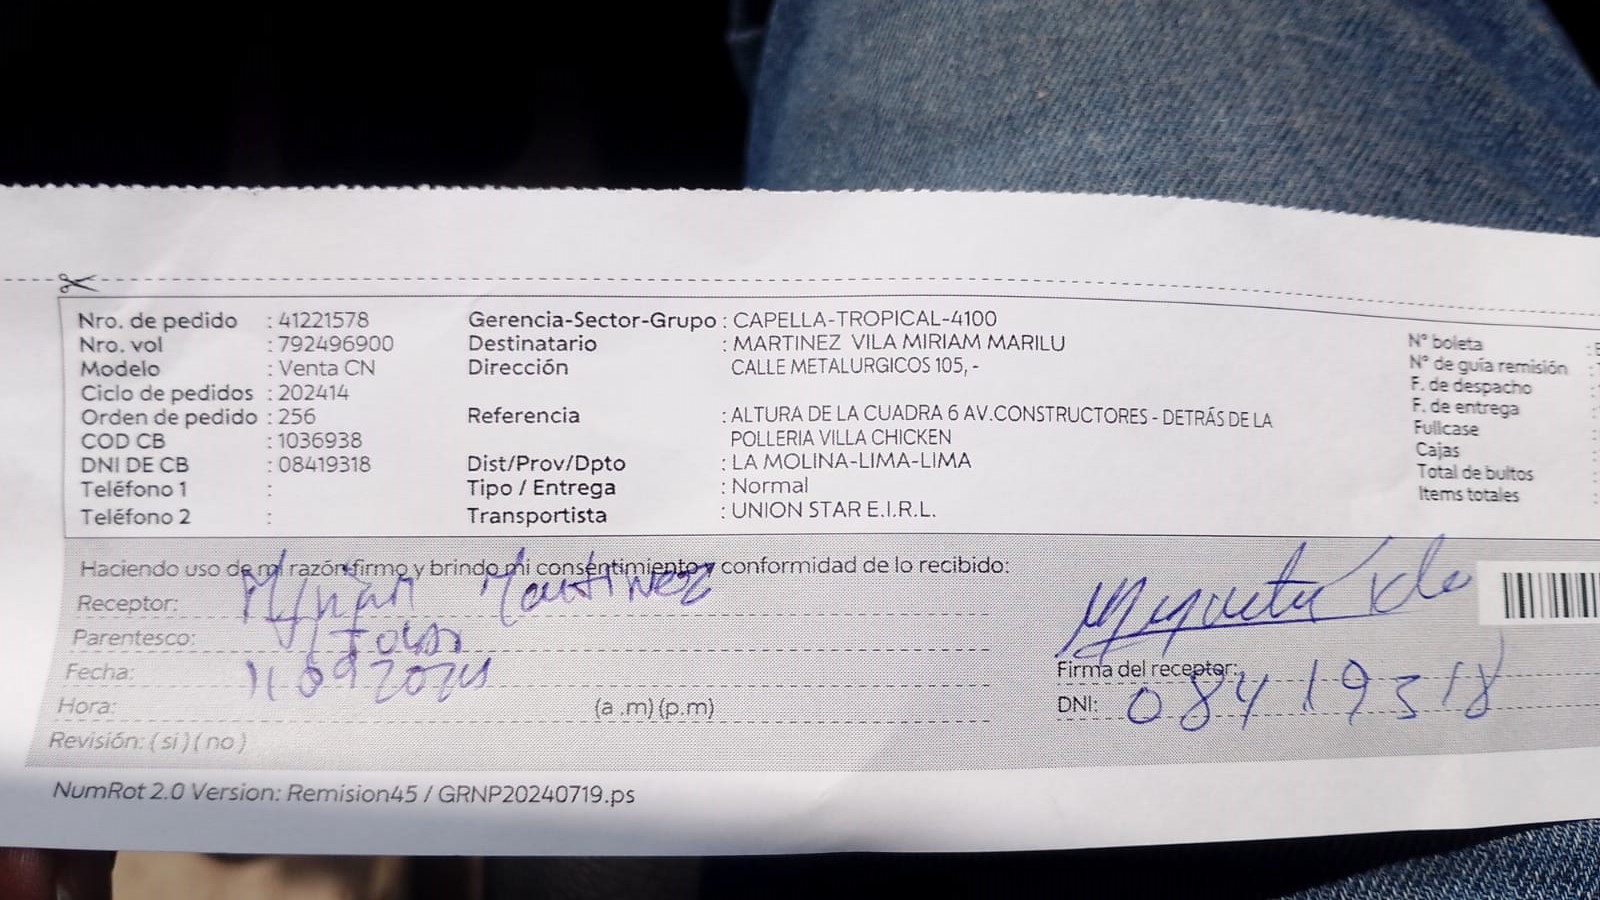 Nro. de pedido : 41221578 Gerencia-Sector-Grupo : CAPELLA-TROPICAL-4100
Nro. vol : 792496900 Destinatario : MARTINEZ VILA MIRIAM MARILU Nº boleta :
Modelo : Venta CN Dirección CALLE METALURGICOS 105, - Nº de guía remisión :
Ciclo de pedidos : 202414 F. de despacho :
Orden de pedido : 256 Referencia : ALTURA DE LA CUADRA 6 AV.CONSTRUCTORES - DETRÁS DE LA F. de entrega :
COD CB : 1036938 POLLERIA VILLA CHICKEN Fullcase :
DNI DE CB : 08419318 Dist/Prov/Dpto : LA MOLINA-LIMA-LIMA Cajas :
Teléfono 1 : Tipo / Entrega : Normal Total de bultos :
Teléfono 2 : Transportista : UNION STAR E.I.R.L. Items totales :
Haciendo uso de mi razón firmo y brindo mi consentimiento y conformidad de lo recibido:
Receptor: Martinez
Parentesco:
Fecha: 11 09 2024
Firma del receptor:
Hora: (a .m) (p.m) DNI: 08419318
Revisión: ( si ) ( no )
NumRot 2.0 Version: Remision45 / GRNP20240719.ps